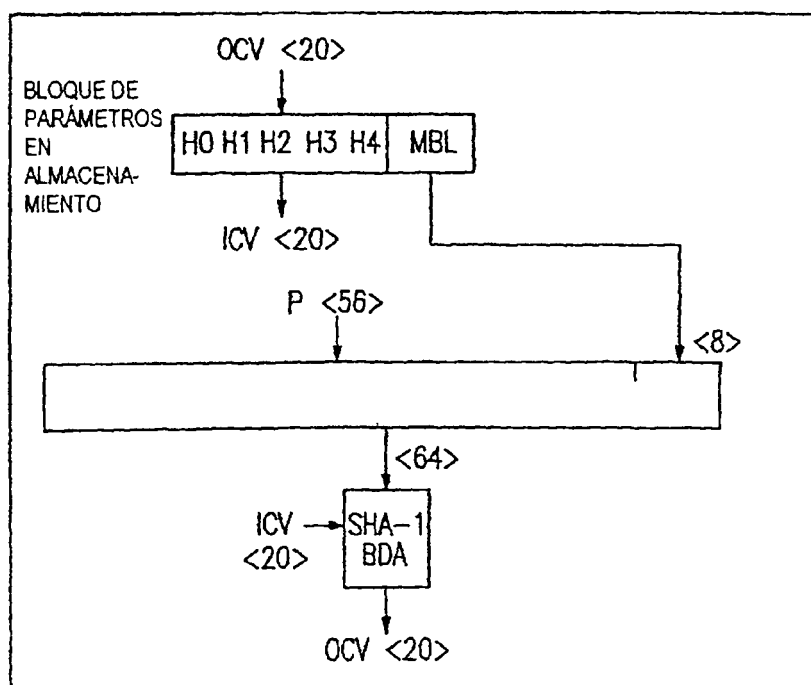 OCV <20>
BLOQUE DE
PARÁMETROS
EN
ALMACENA-
MIENTO
H0 H1 H2 H3 H4 MBL
ICV <20>
P <56>
<8>
<64>
ICV
<20>
SHA-1
BDA
OCV <20>